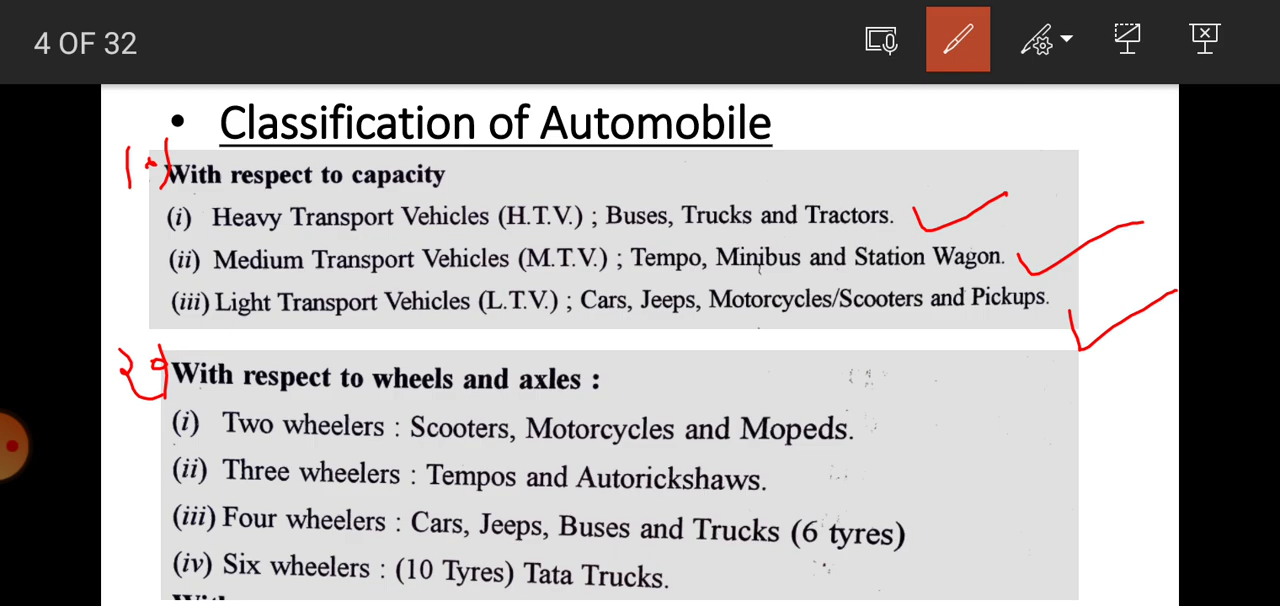 4 OF 32
• Classification of Automobile
1.) With respect to capacity
(i) Heavy Transport Vehicles (H.T.V.) ; Buses, Trucks and Tractors.
(ii) Medium Transport Vehicles (M.T.V.) ; Tempo, Minibus and Station Wagon.
(iii) Light Transport Vehicles (L.T.V.) ; Cars, Jeeps, Motorcycles/Scooters and Pickups.
2) With respect to wheels and axles :
(i) Two wheelers : Scooters, Motorcycles and Mopeds.
(ii) Three wheelers : Tempos and Autorickshaws.
(iii) Four wheelers : Cars, Jeeps, Buses and Trucks (6 tyres)
(iv) Six wheelers : (10 Tyres) Tata Trucks.